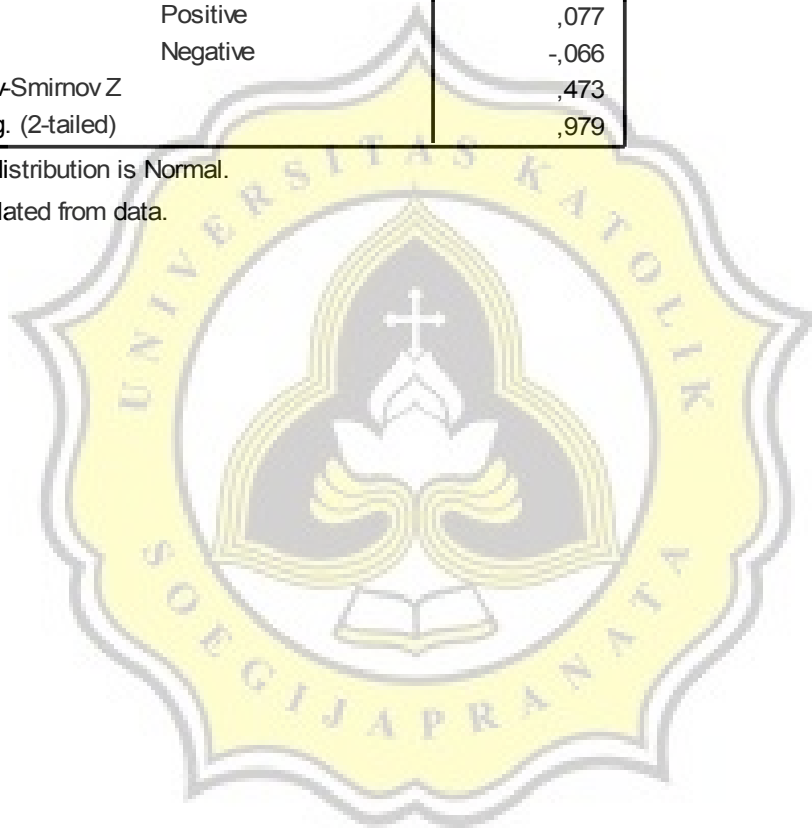 Positive ,077
Negative -,066
v-Smirnov Z ,473
g. (2-tailed) ,979
distribution is Normal.
lated from data.
UNIVERSITAS KATOLIK
SOEGIJAPRANATA